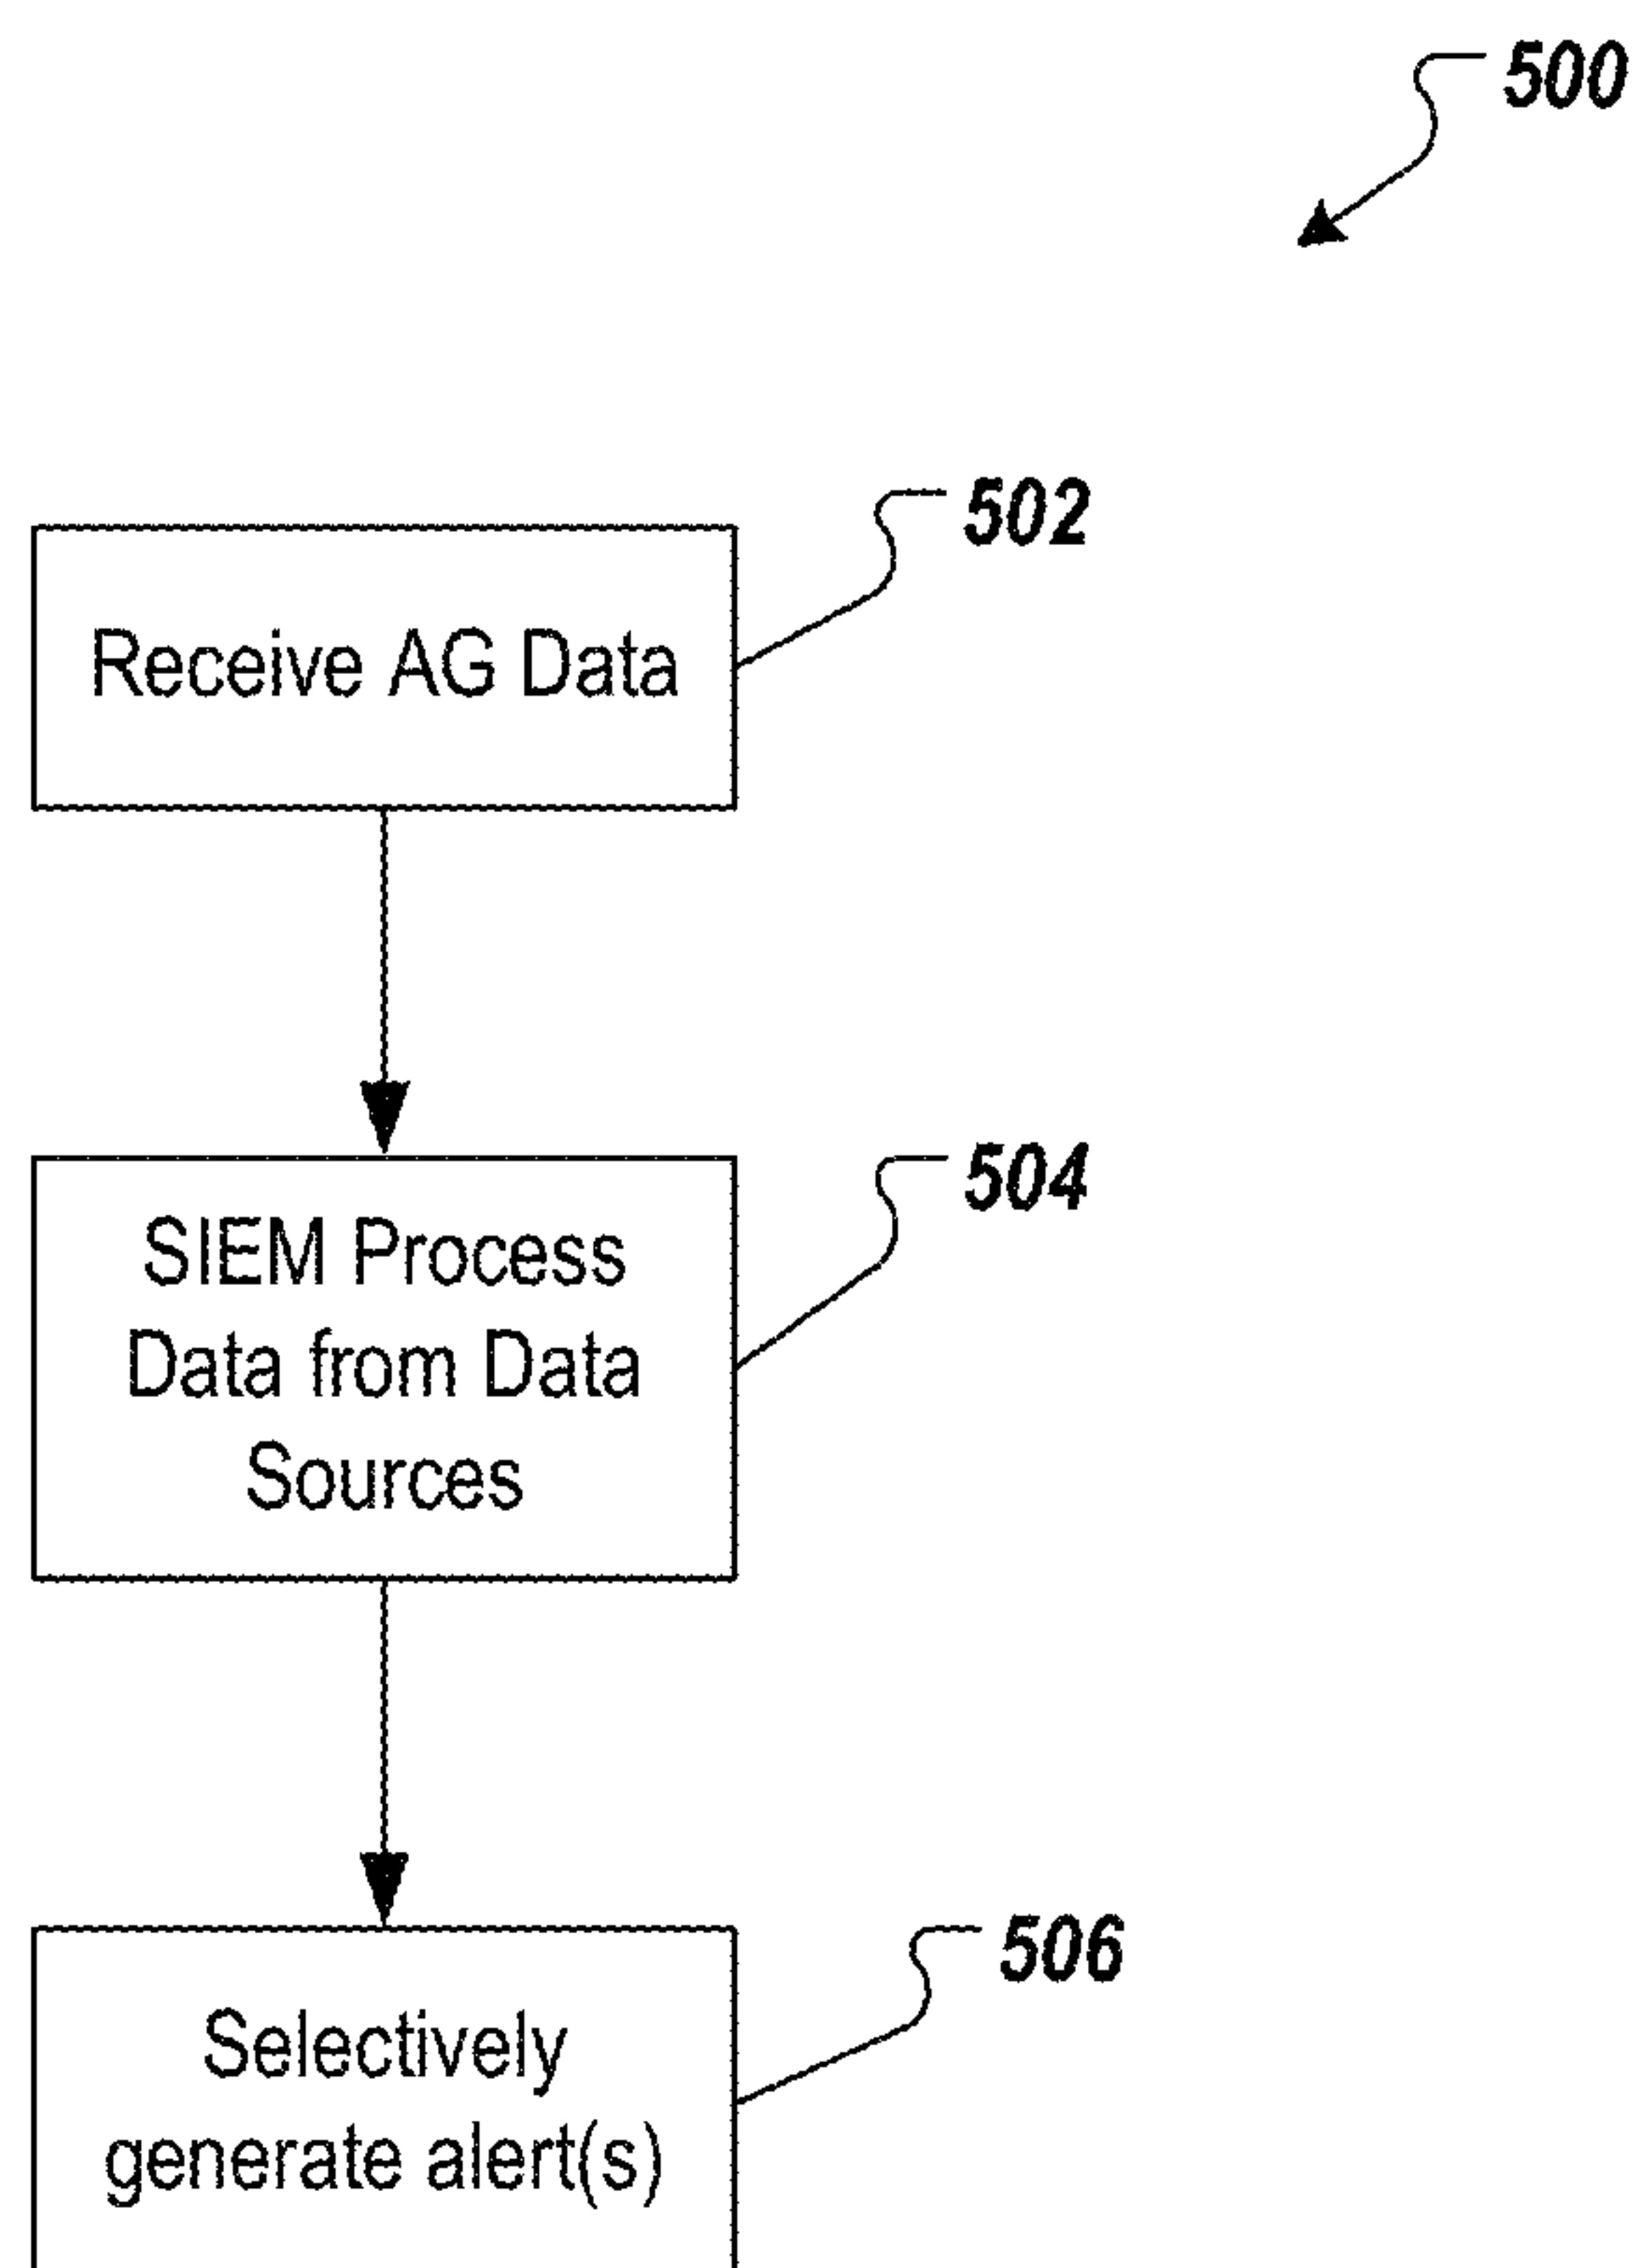 500
502
Receive AG Data
504
SIEM Process
Data from Data
Sources
506
Selectively
generate alert(s)